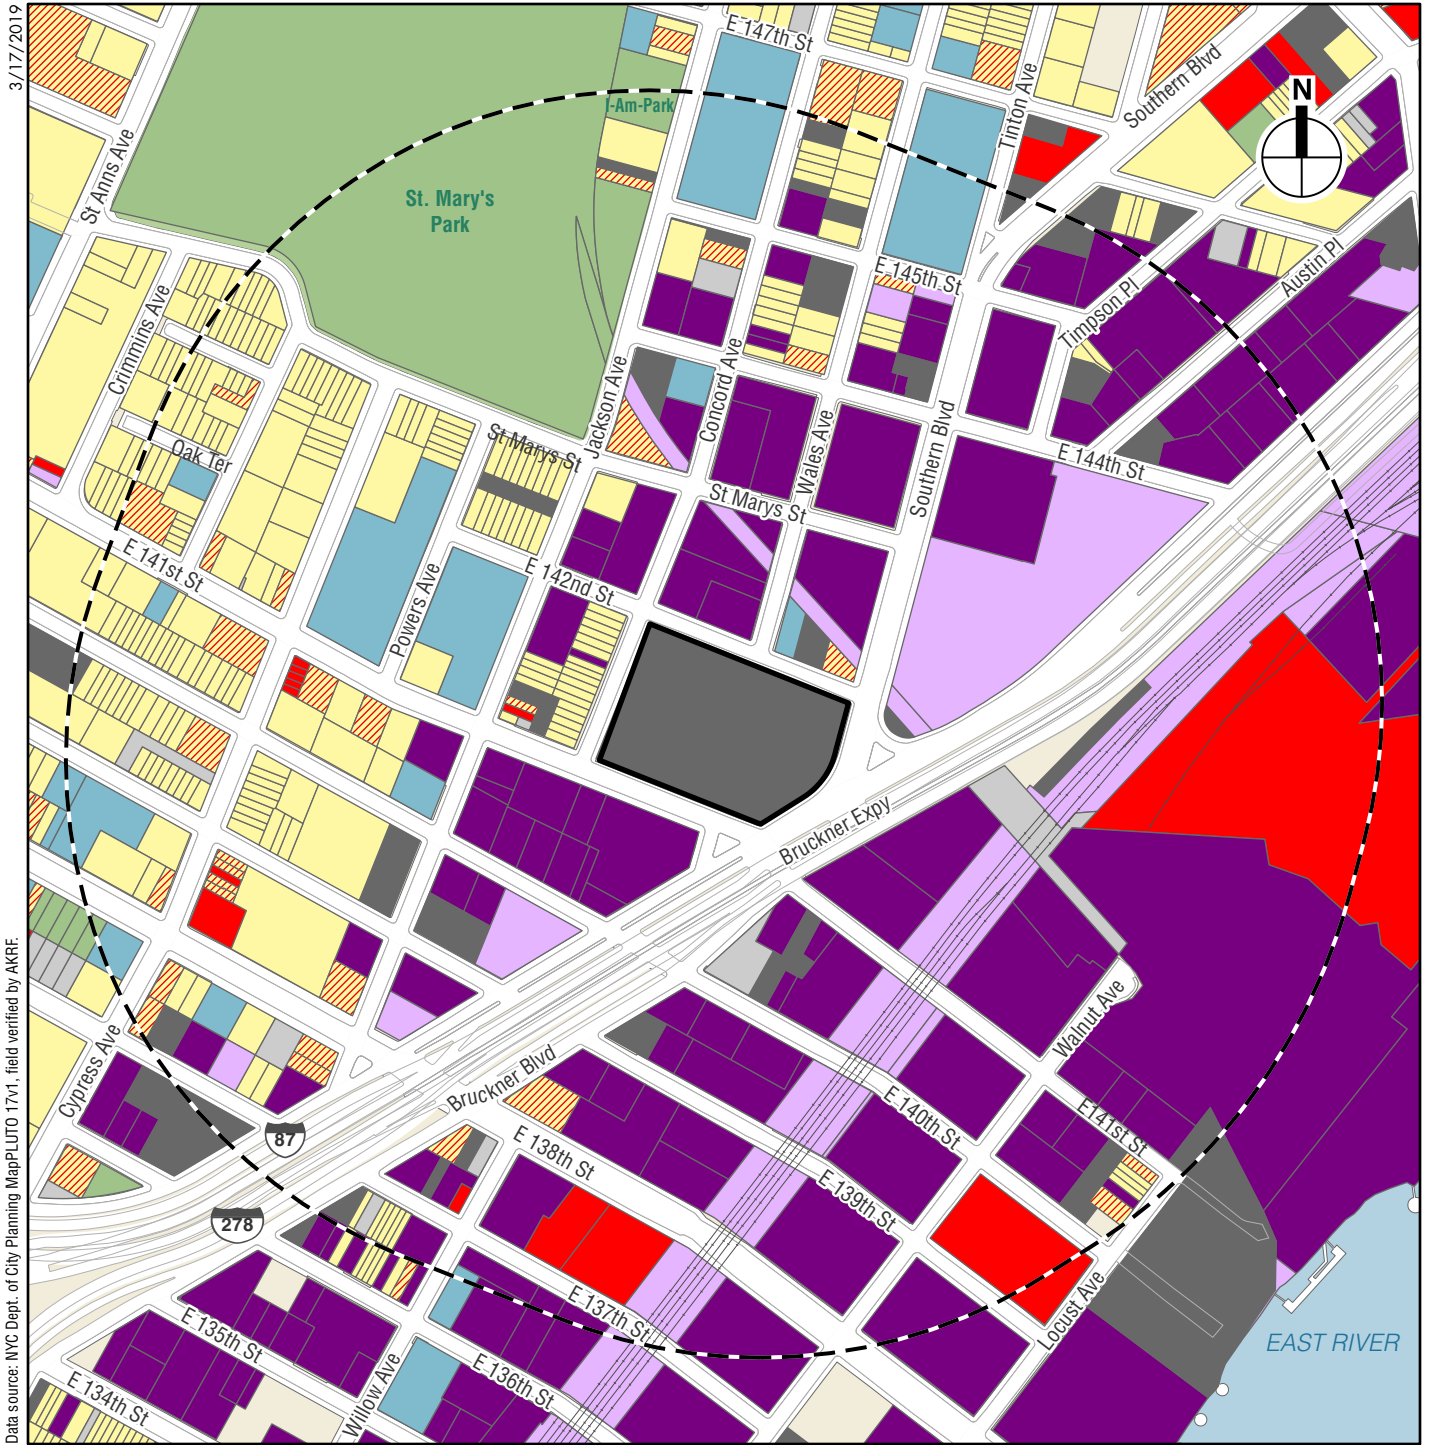 3/17/2019
E 147th St
Tinton Ave
Southern Blvd
N
I-Am-Park
St Anns Ave
St. Mary's
Park
E 145th St
Austin Pl
Timpson Pl
Crimmins Ave
Jackson Ave
Concord Ave
Wales Ave
Southern Blvd
Oak Ter
St Marys St
E 144th St
St Marys St
E 141st St
E 142nd St
Powers Ave
Bruckner Expy
Walnut Ave
Cypress Ave
Bruckner Blvd
E 140th St
E141st St
87
E 138th St
E 139th St
278
E 137th St
Locust Ave
E 135th St
EAST RIVER
Willow Ave
E 136th St
E 134th St
Data source: NYC Dept. of City Planning MapPLUTO 17v1, field verified by AKRF.